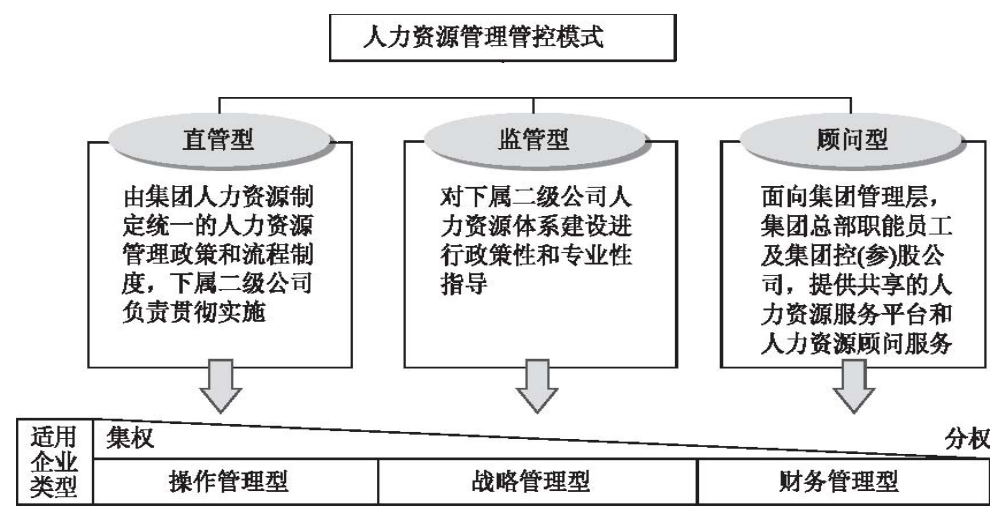 人力资源管理管控模式
直管型
由集团人力资源制
定统一的人力资源
管理政策和流程制
度，下属二级公司
负责贯彻实施
监管型
对下属二级公司人
力资源体系建设进
行政策性和专业性
指导
顾问型
面向集团管理层，
集团总部职能员工
及集团控(参)股公
司，提供共享的人
力资源服务平台和
人力资源顾问服务
适用
企业
类型
集权
分权
操作管理型
战略管理型
财务管理型